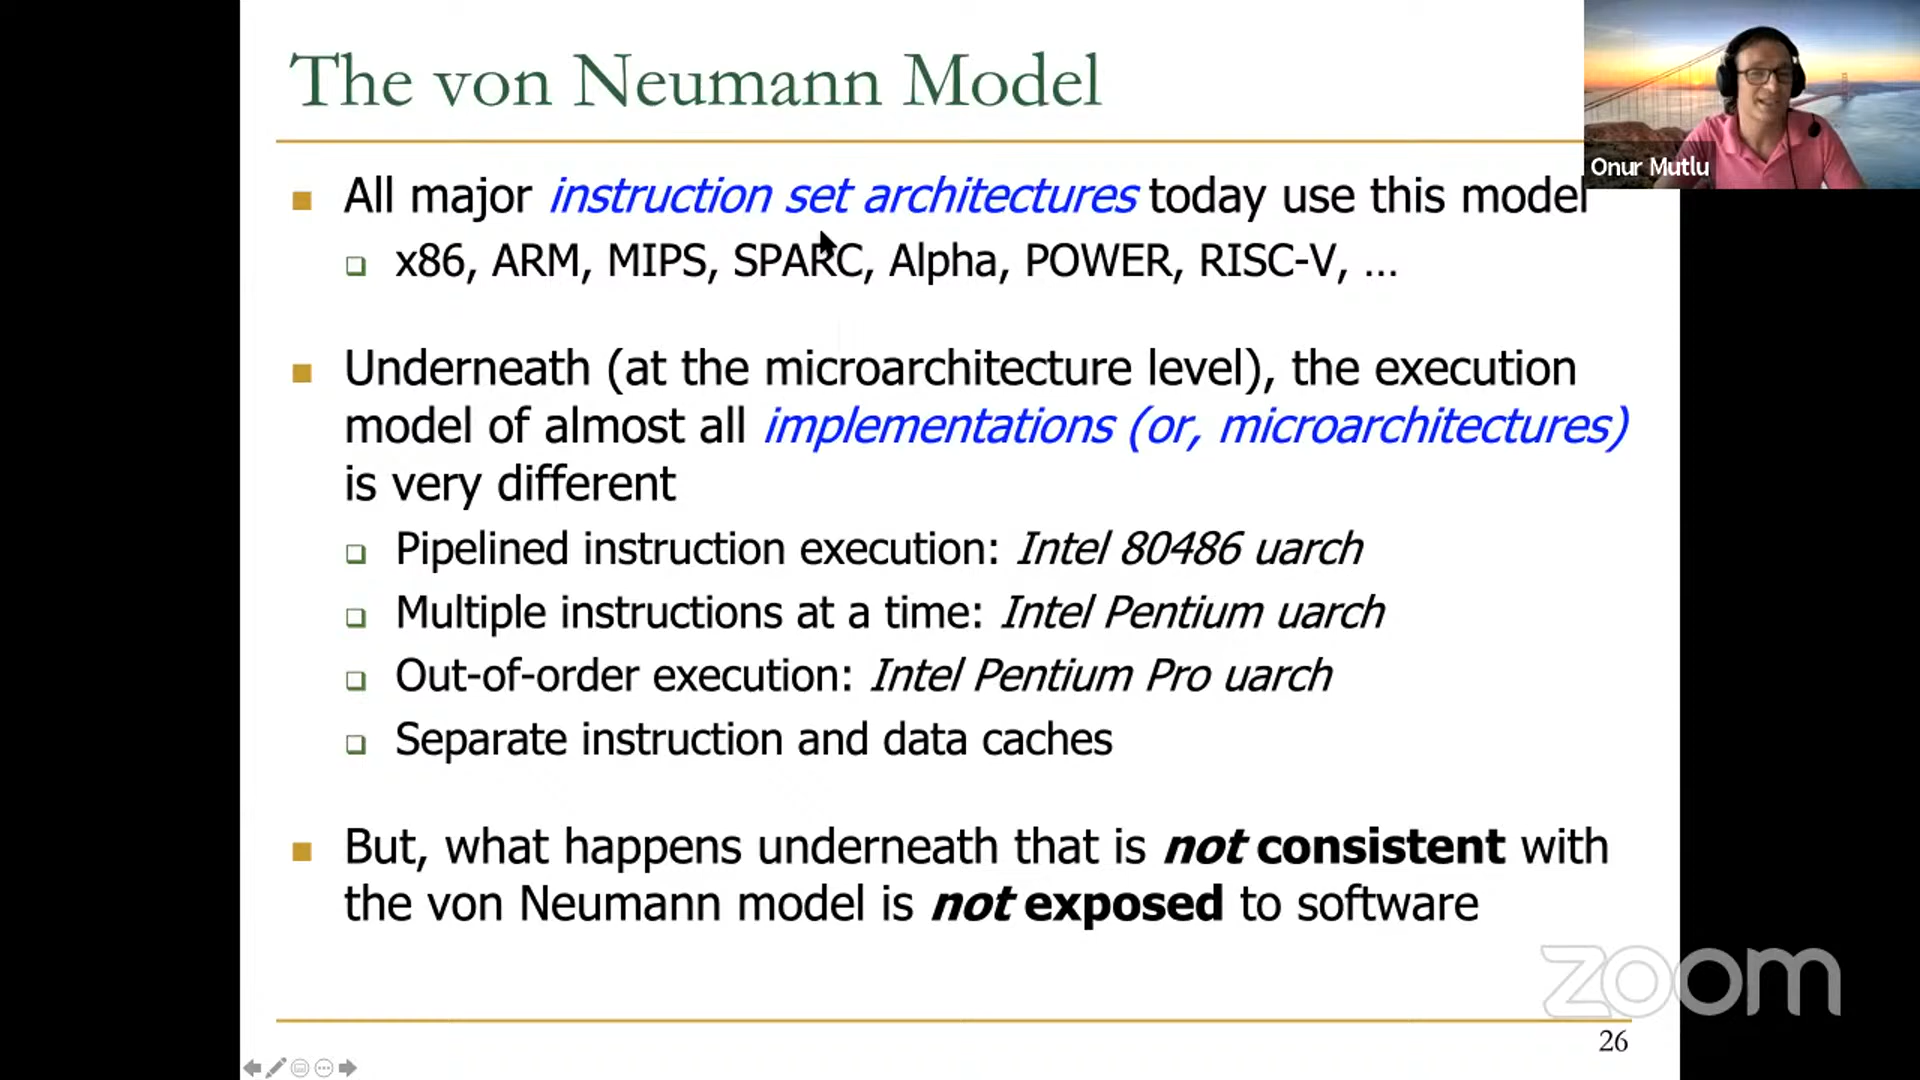 The von Neumann Model
Onur Mutlu
All major instruction set architectures today use this model
x86, ARM, MIPS, SPARC, Alpha, POWER, RISC-V, ...
Underneath (at the microarchitecture level), the execution
model of almost all implementations (or, microarchitectures)
is very different
Pipelined instruction execution: Intel 80486 uarch
Multiple instructions at a time: Intel Pentium uarch
Out-of-order execution: Intel Pentium Pro uarch
Separate instruction and data caches
But, what happens underneath that is not consistent with
the von Neumann model is not exposed to software
zoom
26